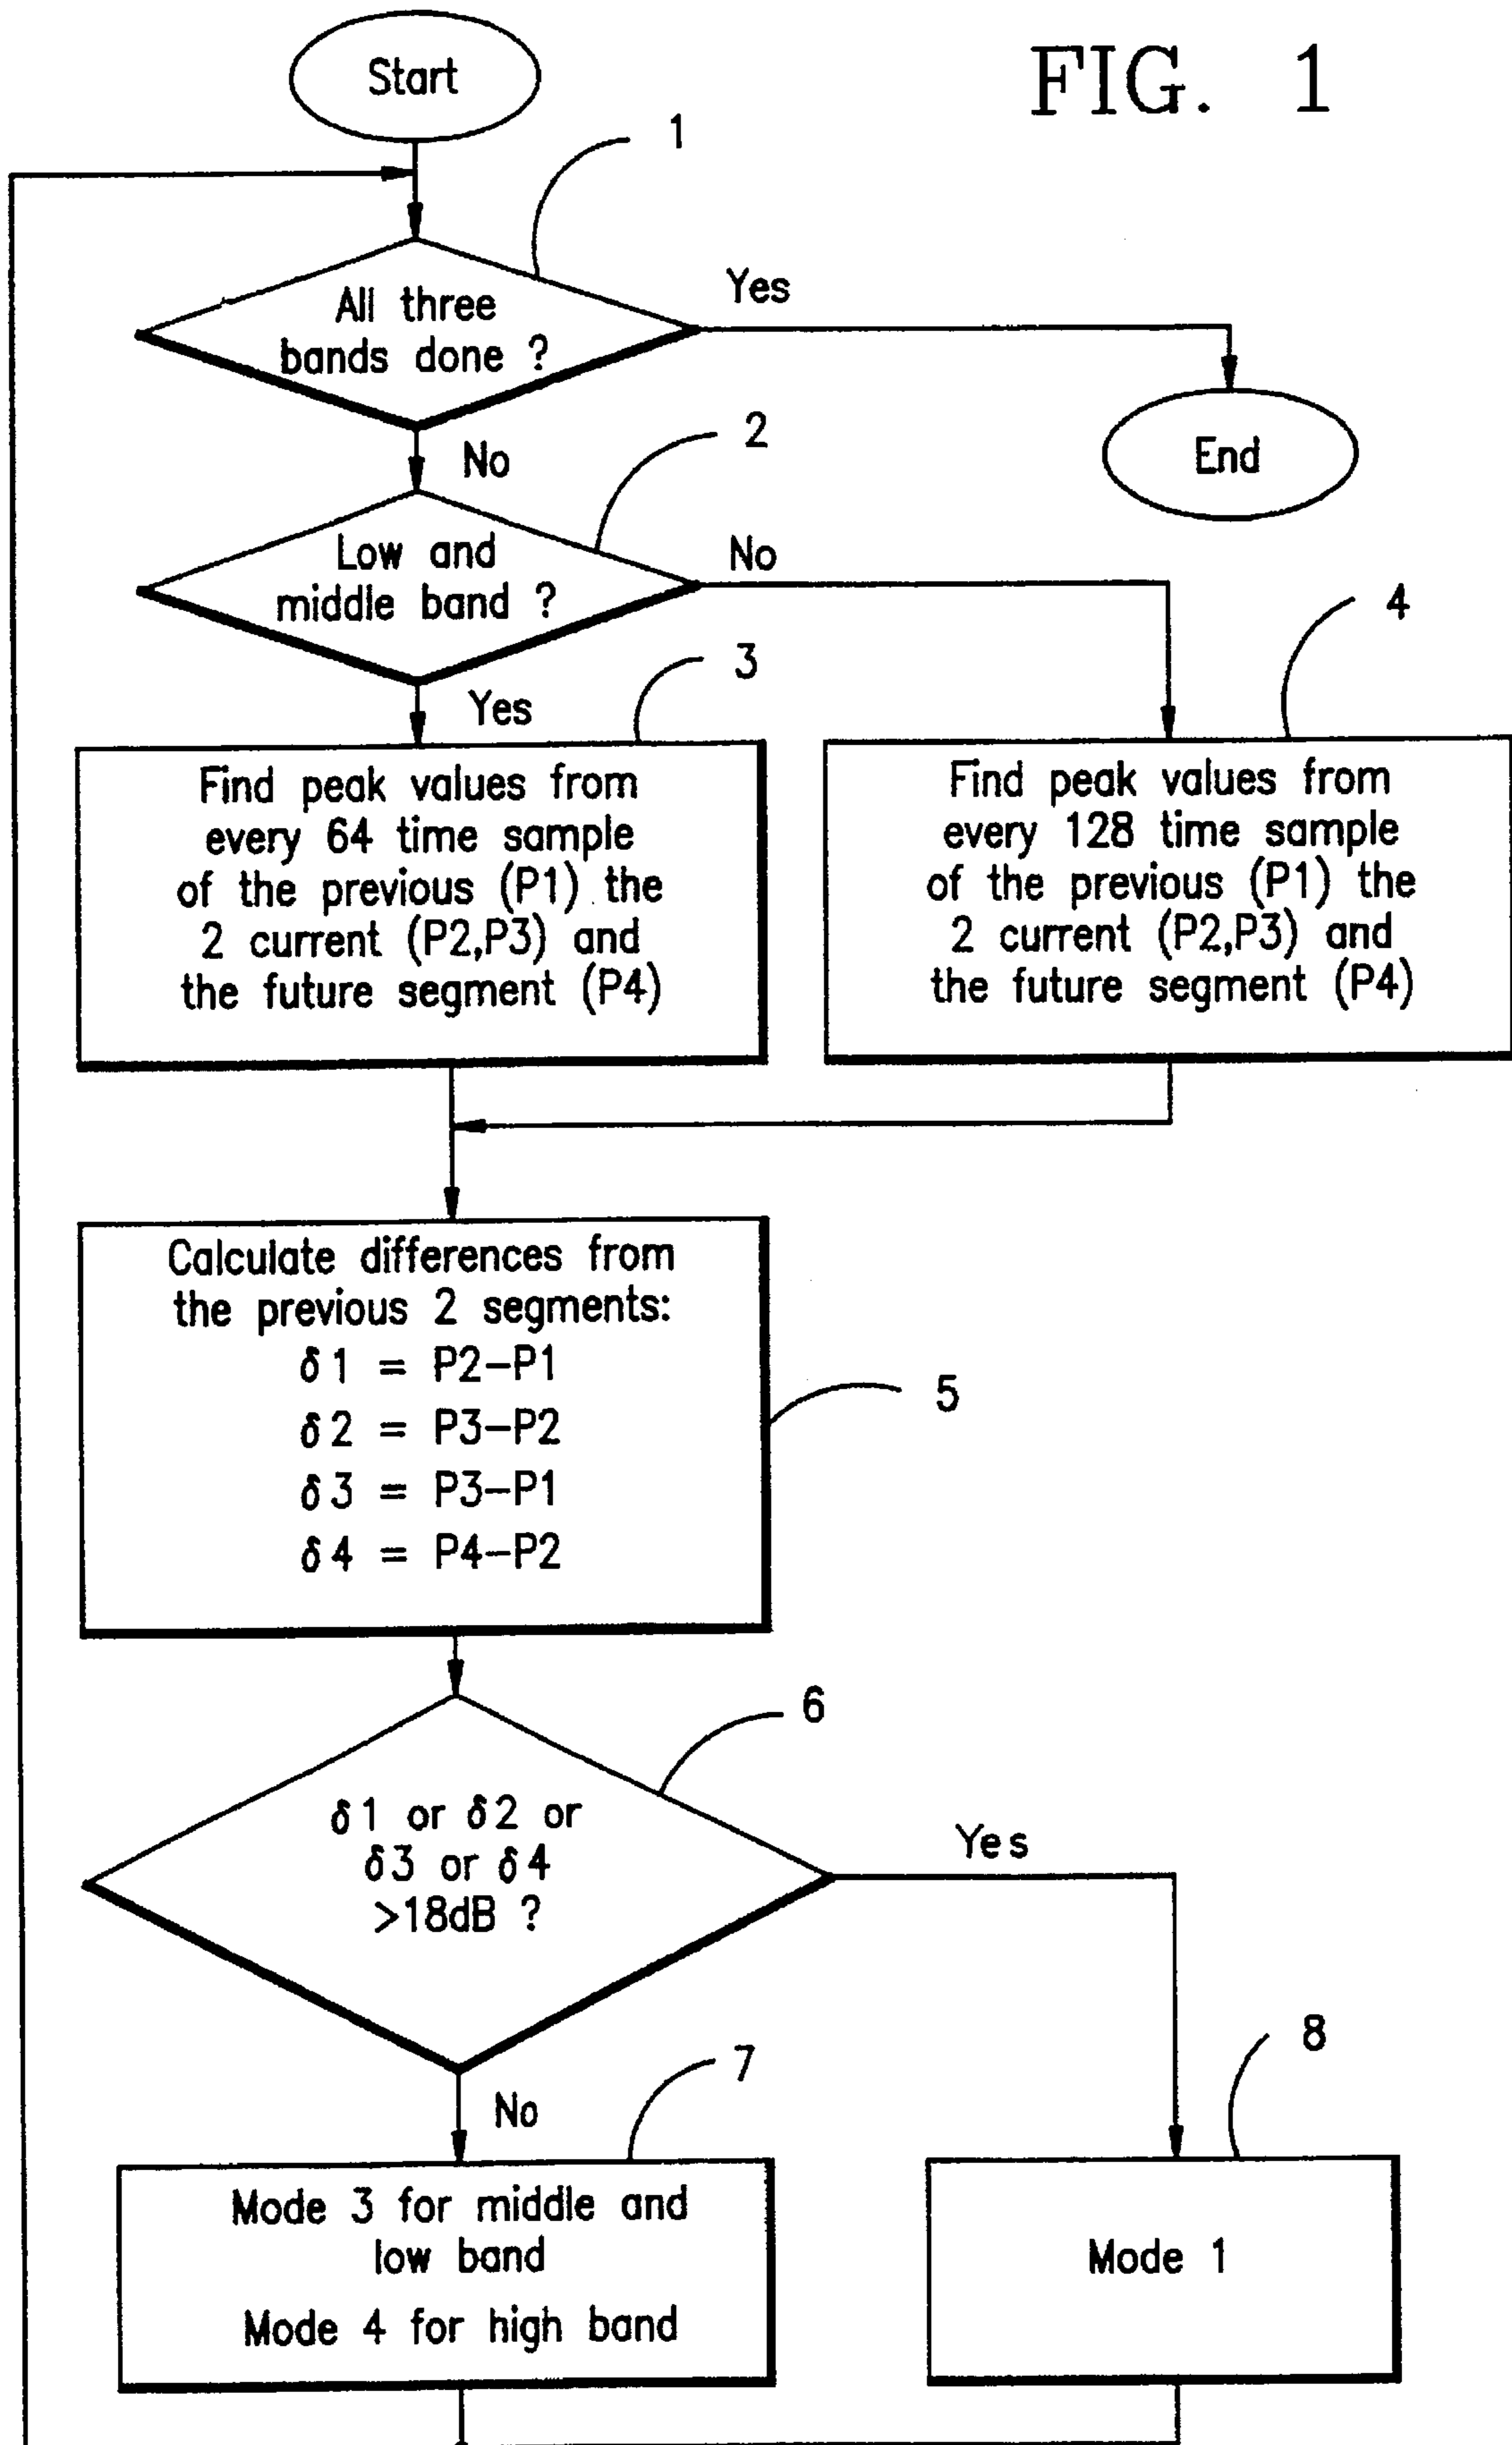 FIG. 1
Start
1
All three
bands done ?
Yes
End
No
2
Low and
middle band ?
No
4
3
Yes
Find peak values from
every 64 time sample
of the previous (P1) the
2 current (P2,P3) and
the future segment (P4)
Find peak values from
every 128 time sample
of the previous (P1) the
2 current (P2,P3) and
the future segment (P4)
Calculate differences from
the previous 2 segments:
δ1 = P2–P1
δ2 = P3–P2
δ3 = P3–P1
δ4 = P4–P2
5
6
δ1 or δ2 or
δ3 or δ4
>18dB ?
Yes
8
7
No
Mode 3 for middle and
low band
Mode 4 for high band
Mode 1